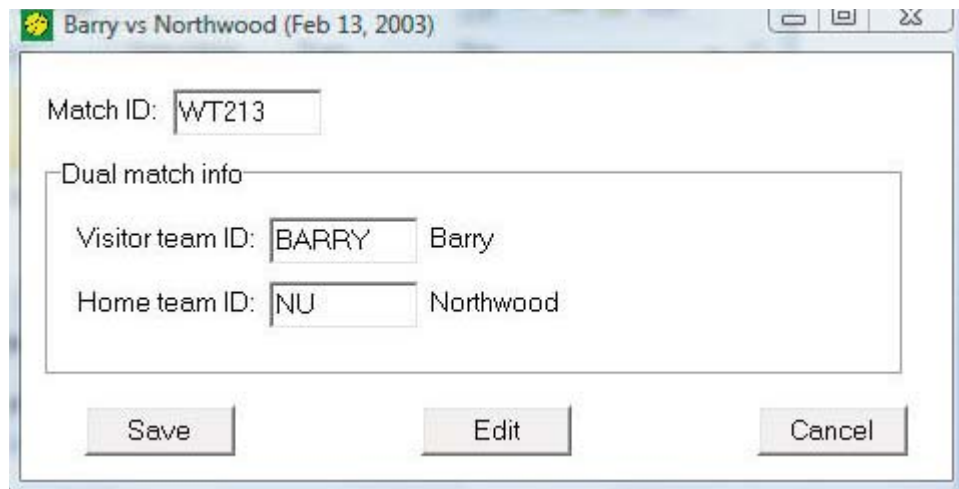 Barry vs Northwood (Feb 13, 2003)
Match ID: WT213
Dual match info
Visitor team ID: BARRY Barry
Home team ID: NU Northwood
Save Edit Cancel